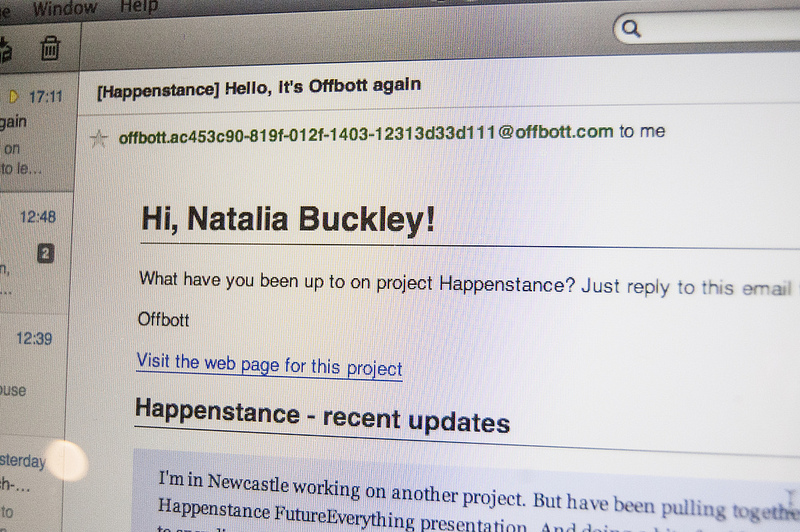 Window Help
17:11
[Happenstance] Hello, it's Offbott again
gain
offbott.ac453c90-819f-012f-1403-12313d33d111@offbott.com to me
on
to le...
12:48
Hi, Natalia Buckley!
2
What have you been up to on project Happenstance? Just reply to this email
Offbott
12:39
Visit the web page for this project
Happenstance - recent updates
sterday
I'm in Newcastle working on another project. But have been pulling together
Happenstance FutureEverything presentation. And doing
to